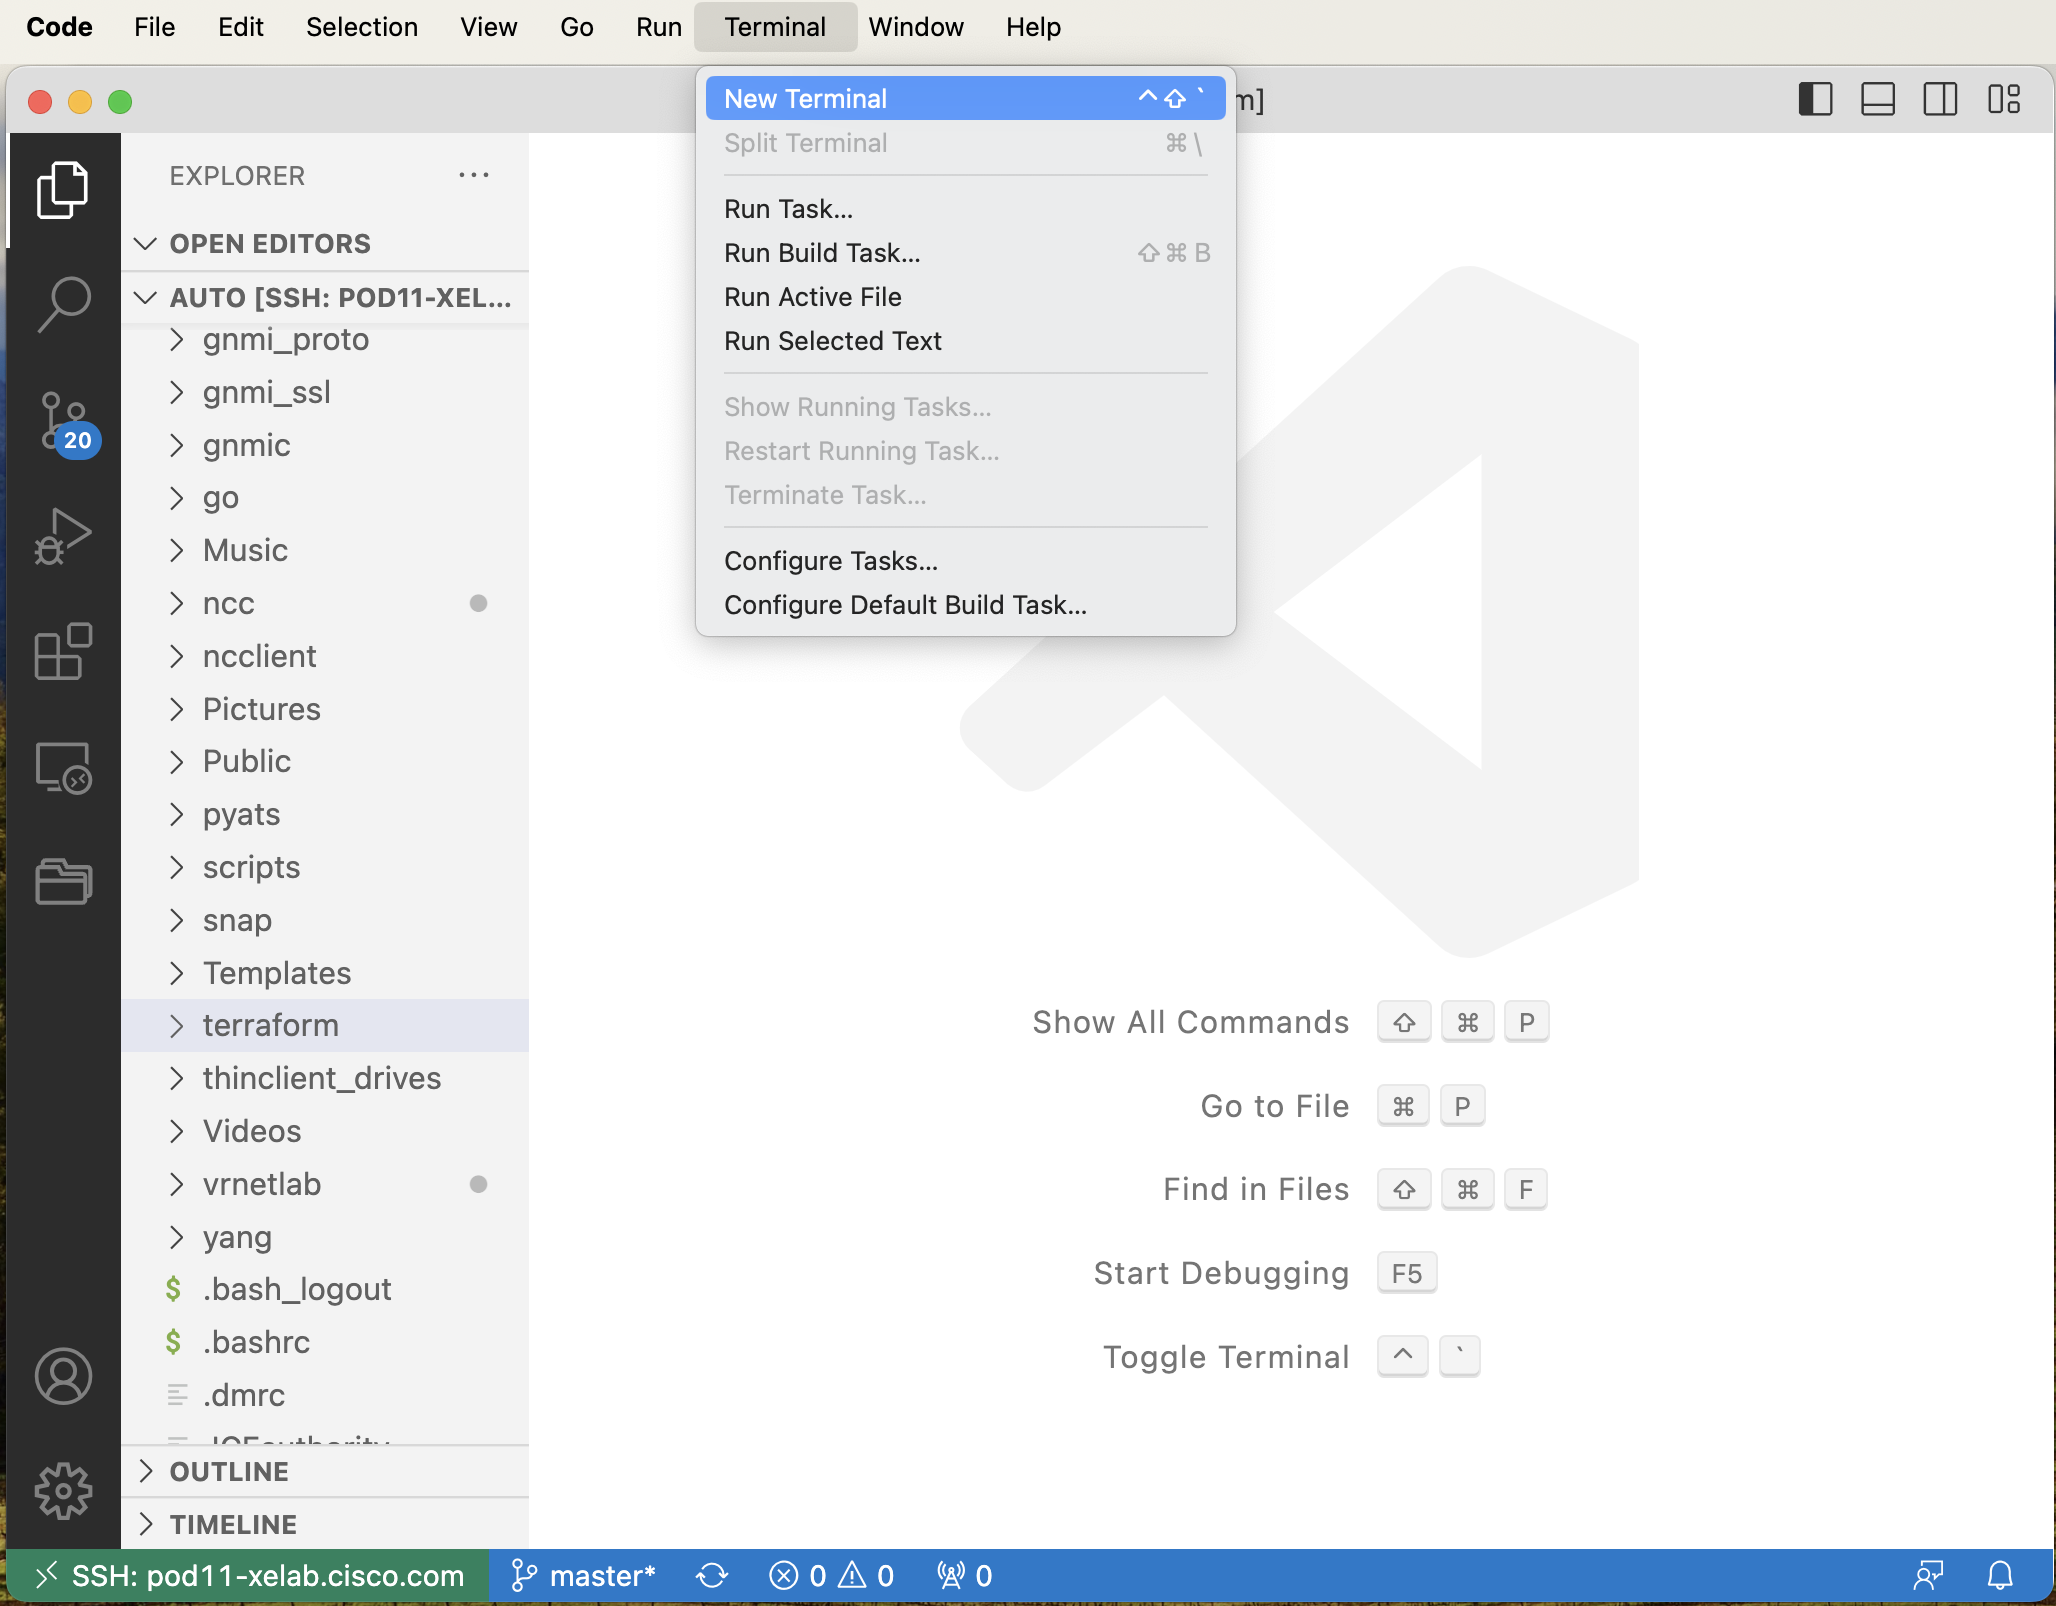 Code File Edit Selection View Go Run Terminal Window Help
m]
New Terminal ^⇧`
Split Terminal ⌘\
Run Task...
Run Build Task... ⇧⌘B
Run Active File
Run Selected Text
Show Running Tasks...
Restart Running Task...
Terminate Task...
Configure Tasks...
Configure Default Build Task...
EXPLORER ...
OPEN EDITORS
AUTO [SSH: POD11-XEL...
gnmi_proto
gnmi_ssl
gnmic
go
Music
ncc
ncclient
Pictures
Public
pyats
scripts
snap
Templates
terraform
thinclient_drives
Videos
vrnetlab
yang
$ .bash_logout
$ .bashrc
.dmrc
.ICEauthority
OUTLINE
TIMELINE
20
Show All Commands ⇧ ⌘ P
Go to File ⌘ P
Find in Files ⇧ ⌘ F
Start Debugging F5
Toggle Terminal ^ `
SSH: pod11-xelab.cisco.com master* 0 0 0